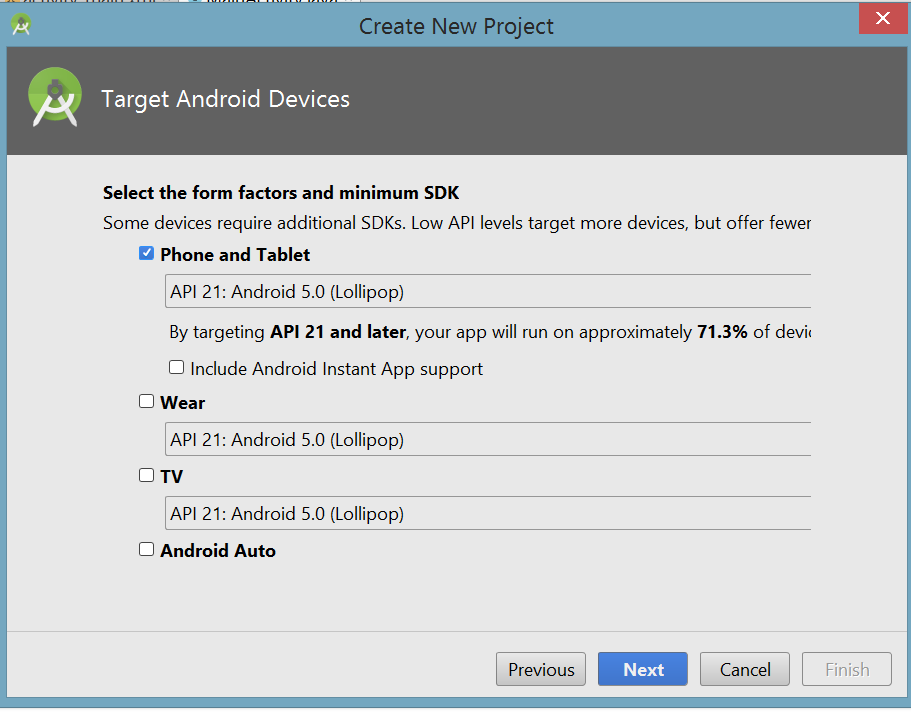 Create New Project
Target Android Devices
Select the form factors and minimum SDK
Some devices require additional SDKs. Low API levels target more devices, but offer fewer
Phone and Tablet
API 21: Android 5.0 (Lollipop)
By targeting API 21 and later, your app will run on approximately 71.3% of devic
Include Android Instant App support
Wear
API 21: Android 5.0 (Lollipop)
TV
API 21: Android 5.0 (Lollipop)
Android Auto
Previous Next Cancel Finish